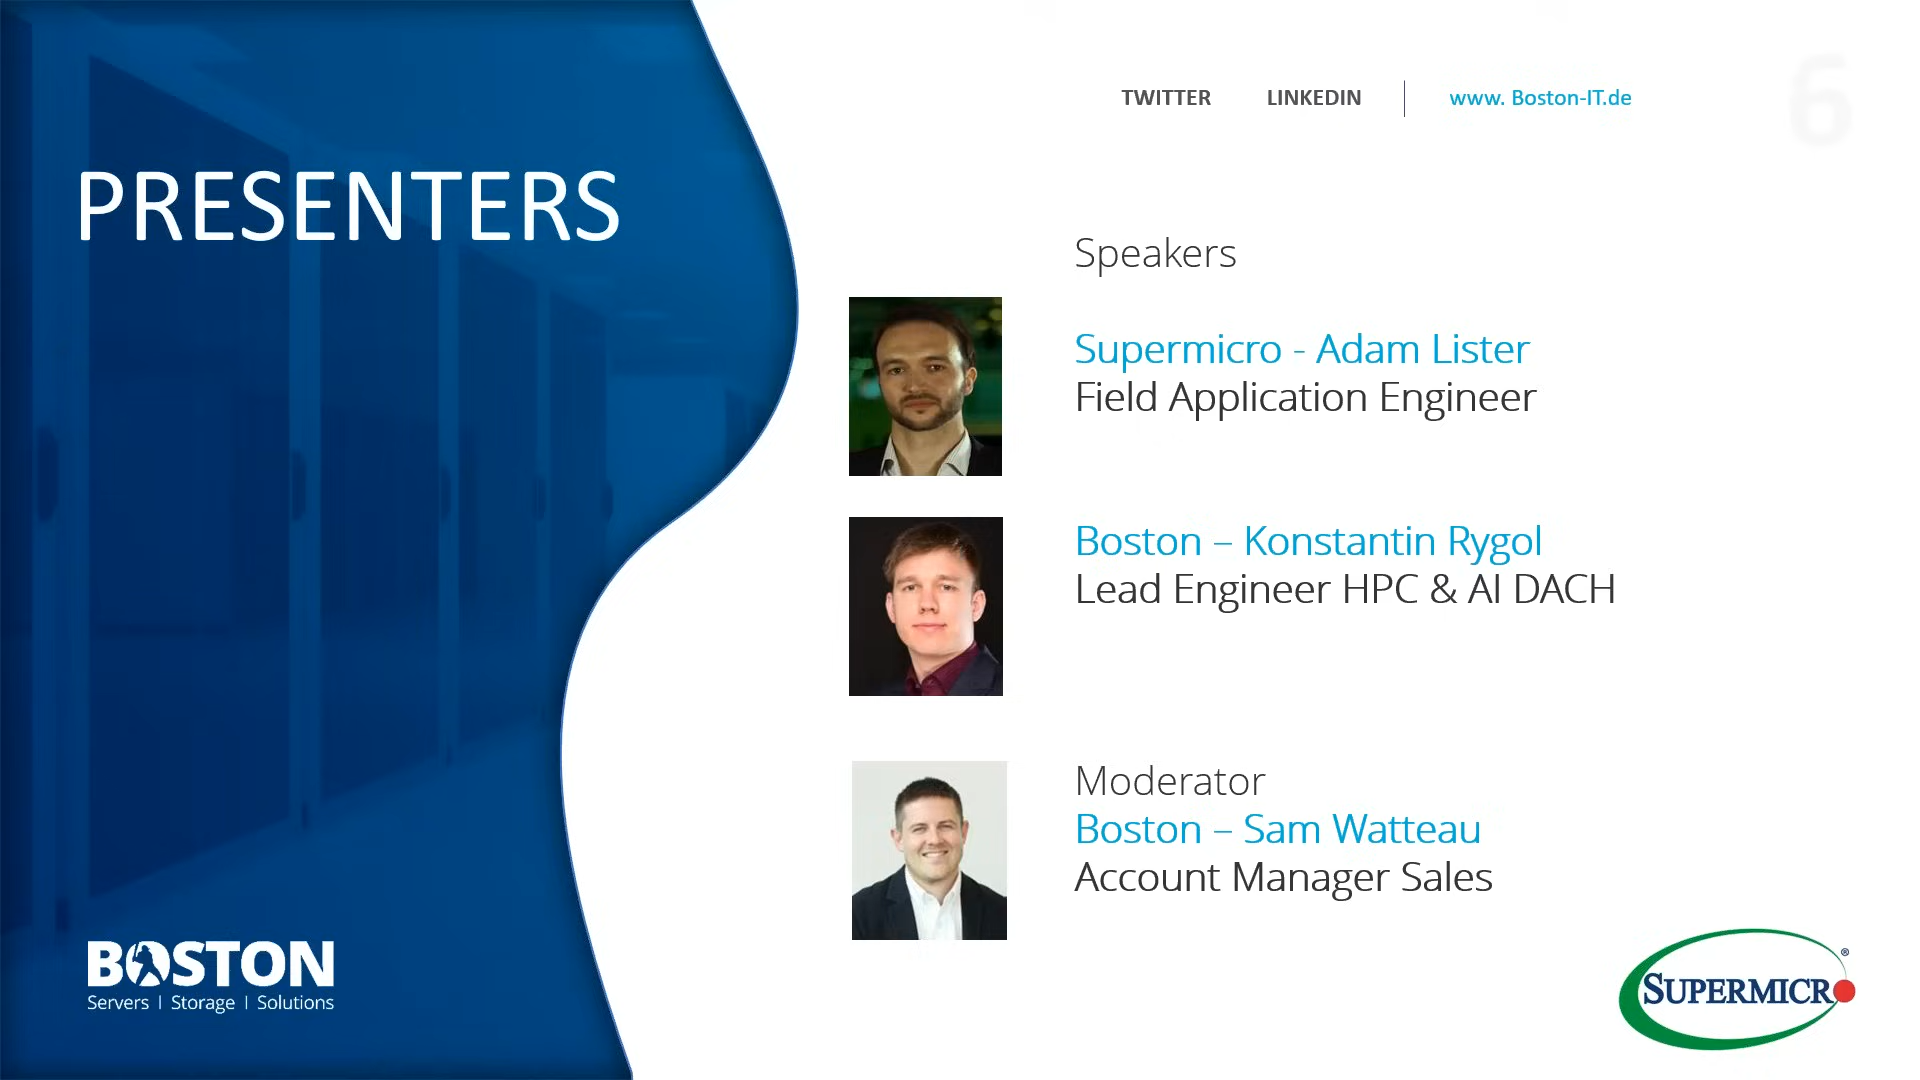 TWITTER LINKEDIN www. Boston-IT.de
6
PRESENTERS
Speakers
Supermicro - Adam Lister
Field Application Engineer
Boston – Konstantin Rygol
Lead Engineer HPC & AI DACH
Moderator
Boston – Sam Watteau
Account Manager Sales
BOSTON
Servers | Storage | Solutions
SUPERMICRO®